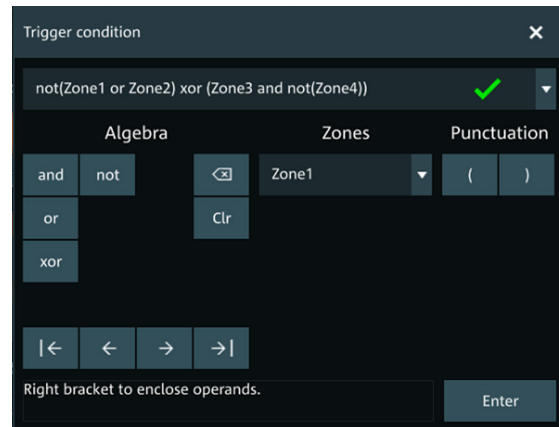 Trigger condition
not(Zone1 or Zone2) xor (Zone3 and not(Zone4))
Algebra Zones Punctuation
and not Zone1 ( )
or Clr
xor
Right bracket to enclose operands.
Enter